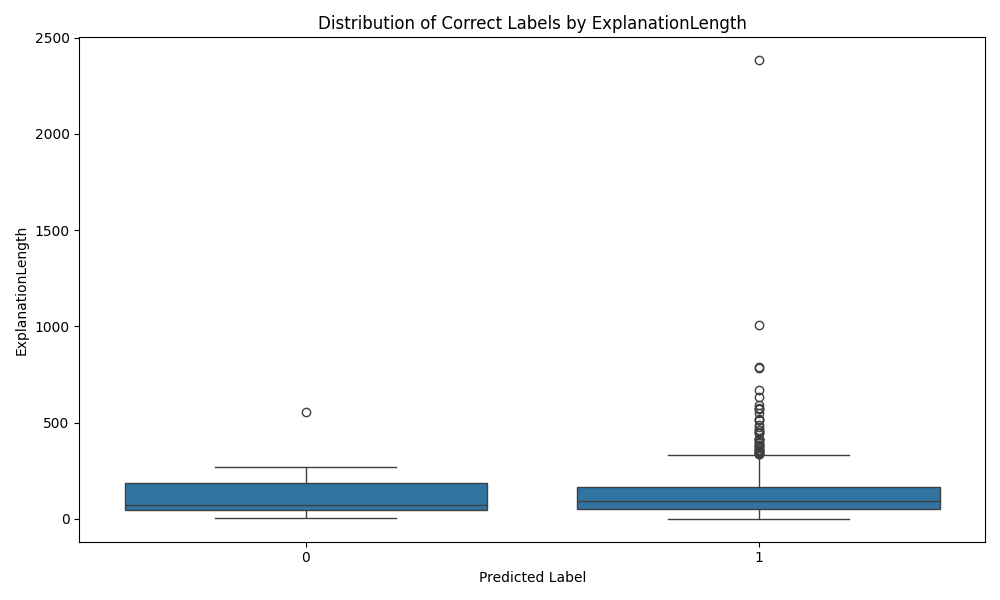 Distribution of Correct Labels by ExplanationLength
2500
2000
1500
1000
500
0
ExplanationLength
0 1
Predicted Label